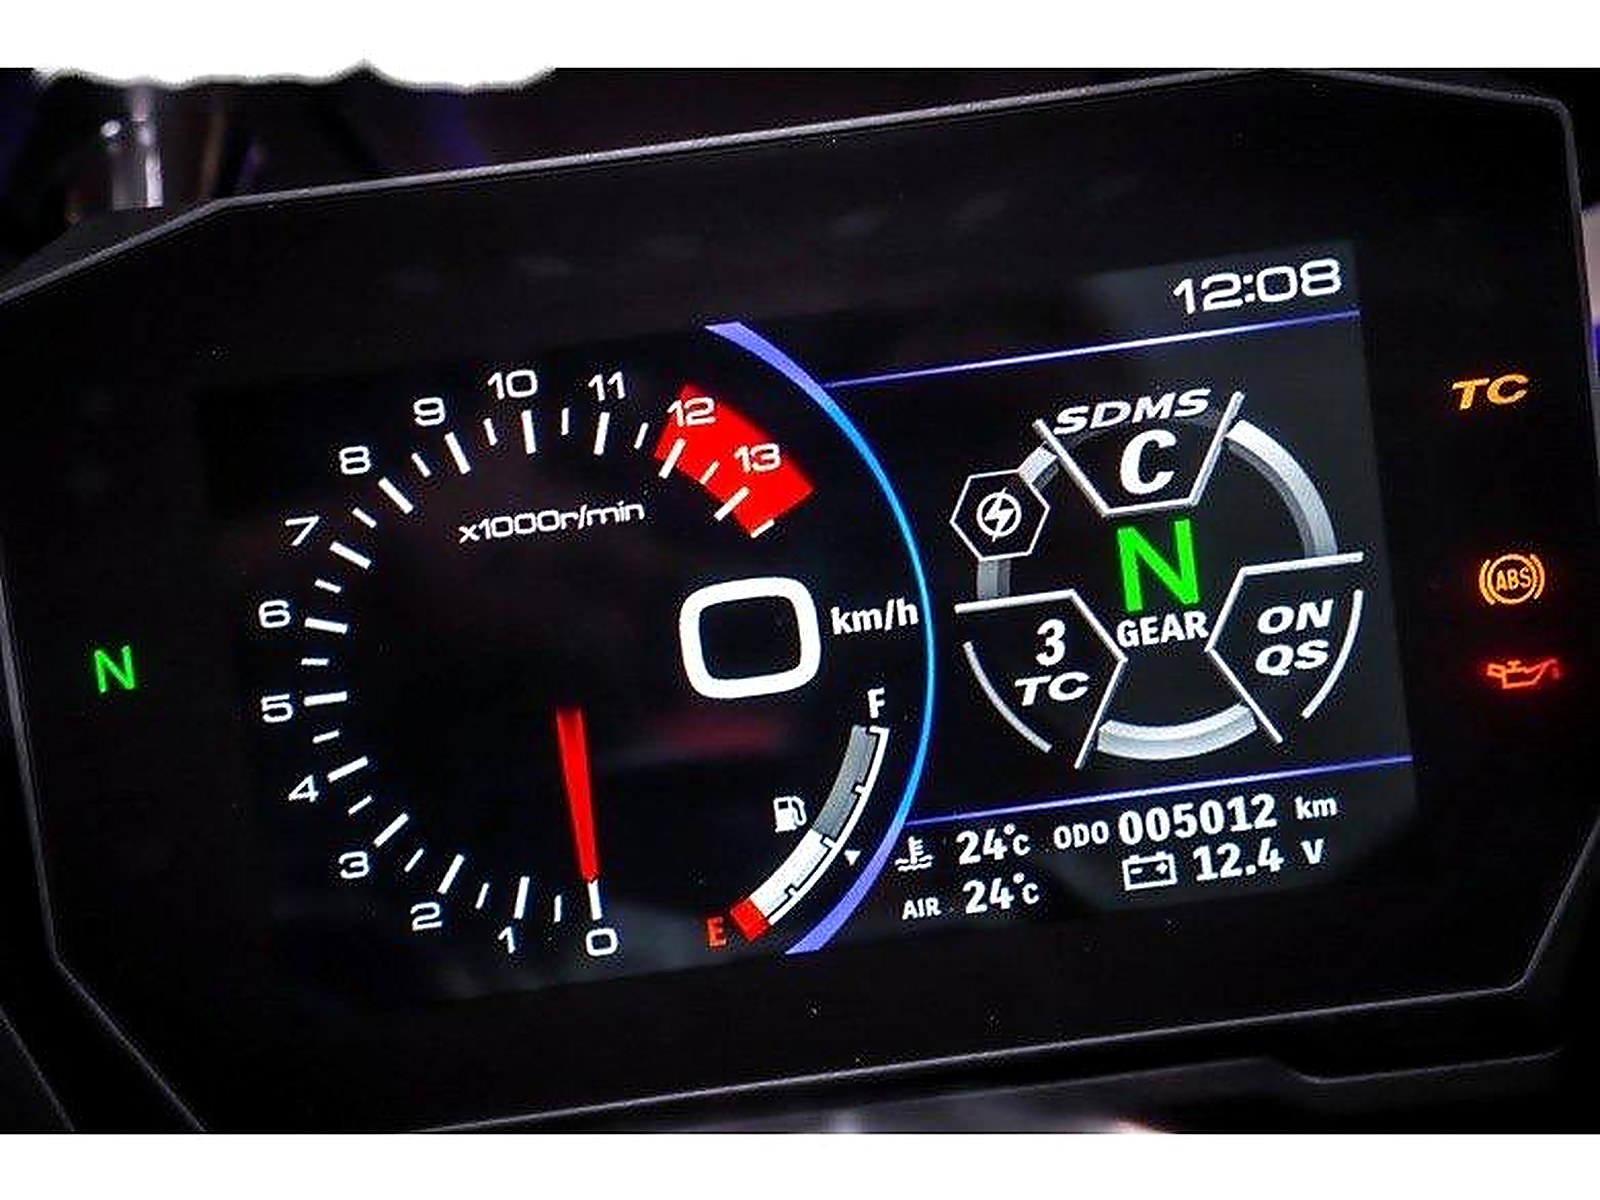 12:08
10
11
9
12
8
13
7
x1000r/min
6
5
4
3
2
1
0
0 km/h
F
E
SDMS
C
N
GEAR
3
TC
ON
QS
24°C
ODO 005012 km
AIR 24°C
12.4 V
N
TC
ABS